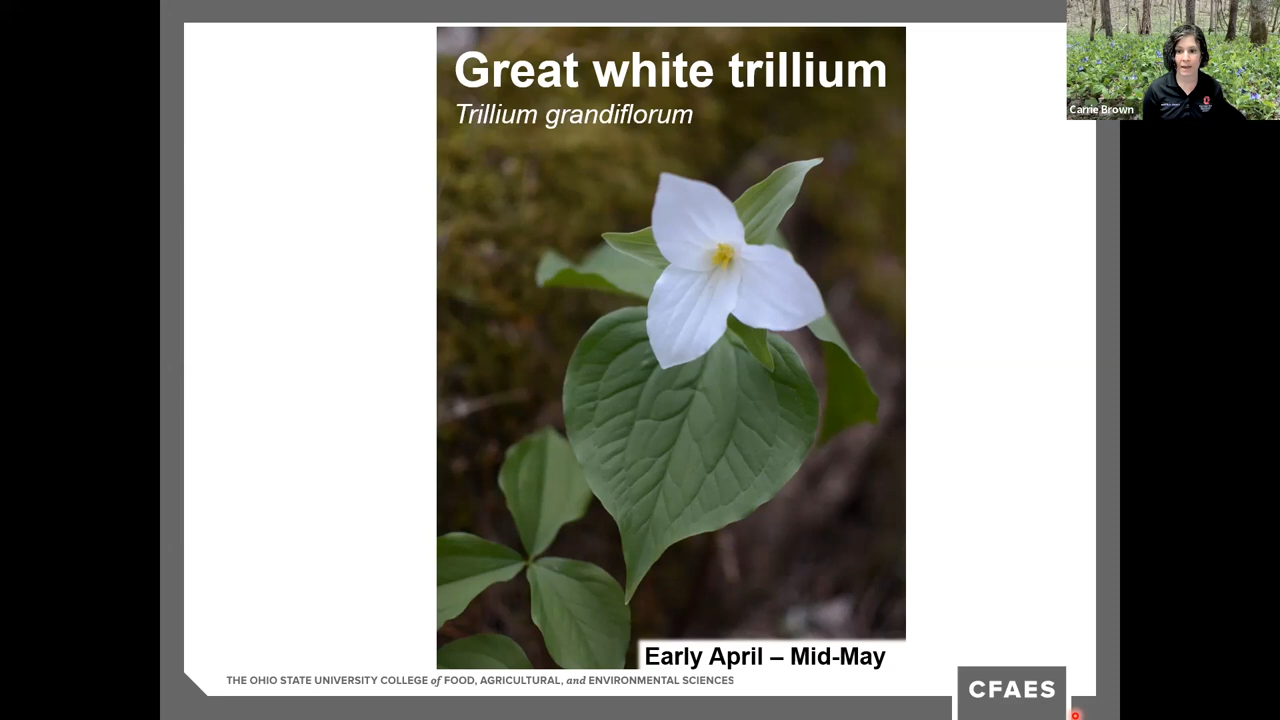 Great white trillium
Trillium grandiflorum
Carrie Brown
Early April – Mid-May
THE OHIO STATE UNIVERSITY COLLEGE of FOOD, AGRICULTURAL, and ENVIRONMENTAL SCIENCES
CFAES